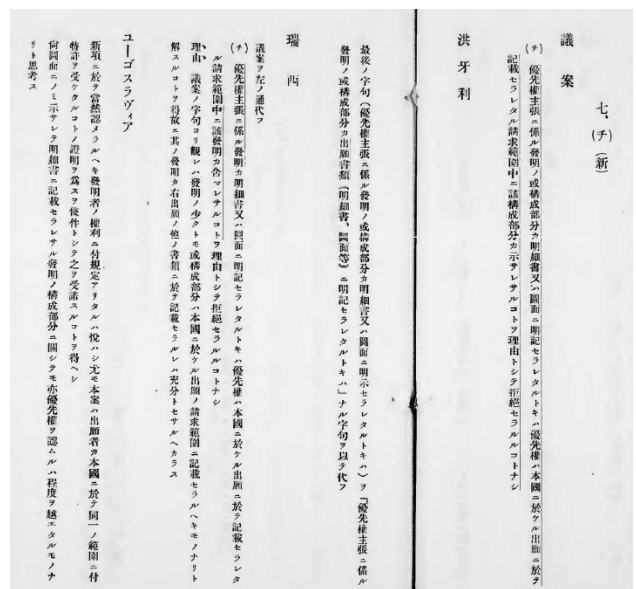 七、(チ)(新)
議案
(チ) 優先權主張ニ係ル發明ノ或構成部分カ明細書又ハ圖面ニ明記セラレタルトキハ優先權ハ本國ニ於ケル出願ニ於テ
記載セラレタル請求範圍中ニ該構成部分カ示サレサルコトヲ理由トシテ拒絕セラルルコトナシ
洪牙利
最後ノ字句(優先權主張ニ係ル發明ノ或構成部分カ明細書又ハ圖面ニ明示セラレタルトキハ)ヲ「優先權主張ニ係ル
發明ノ或構成部分カ出願書類(明細書、圖面等)ニ明記セラレタルトキハ」ナル字句ヲ以テ代フ
瑞西
議案ヲ左ノ通代フ
(チ) 優先權主張ニ係ル發明カ明細書又ハ圖面ニ明記セラレタルトキハ優先權ハ本國ニ於ケル出願ニ於テ記載セラレタ
ル請求範圍中ニ該發明カ含マレサルコトヲ理由トシテ拒絕セラルルコトナシ
理由、議案ノ字句ヨリ觀レハ發明ノ少クトモ或構成部分ハ本國ニ於ケル出願ノ請求範圍ニ記載セラルヘキモノナリト
解スルコトヲ得故ニ其ノ發明カ右出願ノ他ノ書類ニ於テ記載セラルレハ充分トセサルヘカラス
ユーゴスラヴィア
新項ニ於テ當然認メラルヘキ發明者ノ權利ニ付規定アリタルハ悅ハシ尤モ本案ハ出願者カ本國ニ於テ同一ノ範圍ニ付
特許ヲ受ケタルコトノ證明ヲ爲スヲ條件トシテ之ヲ受諾スルコトヲ得ヘシ
尙圖面ニノミ示サレテ明細書ニ記載セラレサル發明ノ構成部分ニ關シテモ亦優先權ヲ認ムルハ程度ヲ越エタルモノナ
リト思考ス